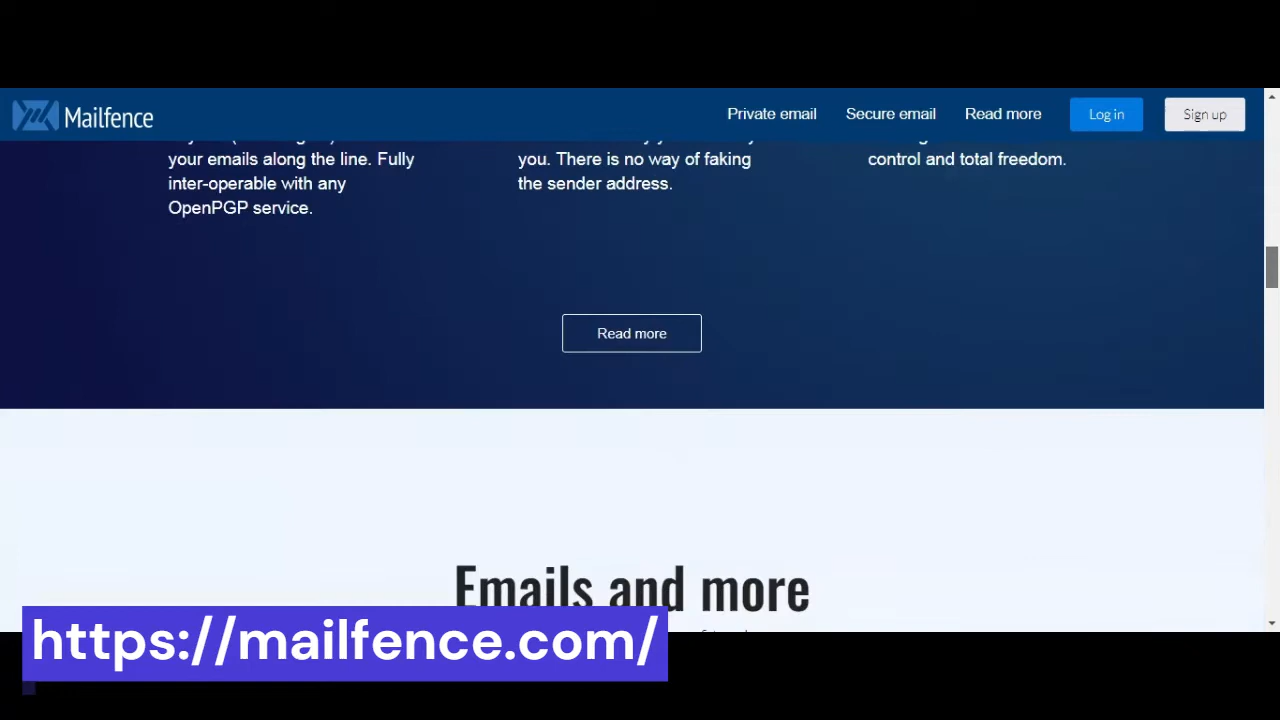 Mailfence
Private email
Secure email
Read more
Log in
Sign up
your emails along the line. Fully
inter-operable with any
OpenPGP service.
you. There is no way of faking
the sender address.
control and total freedom.
Read more
Emails and more
https://mailfence.com/